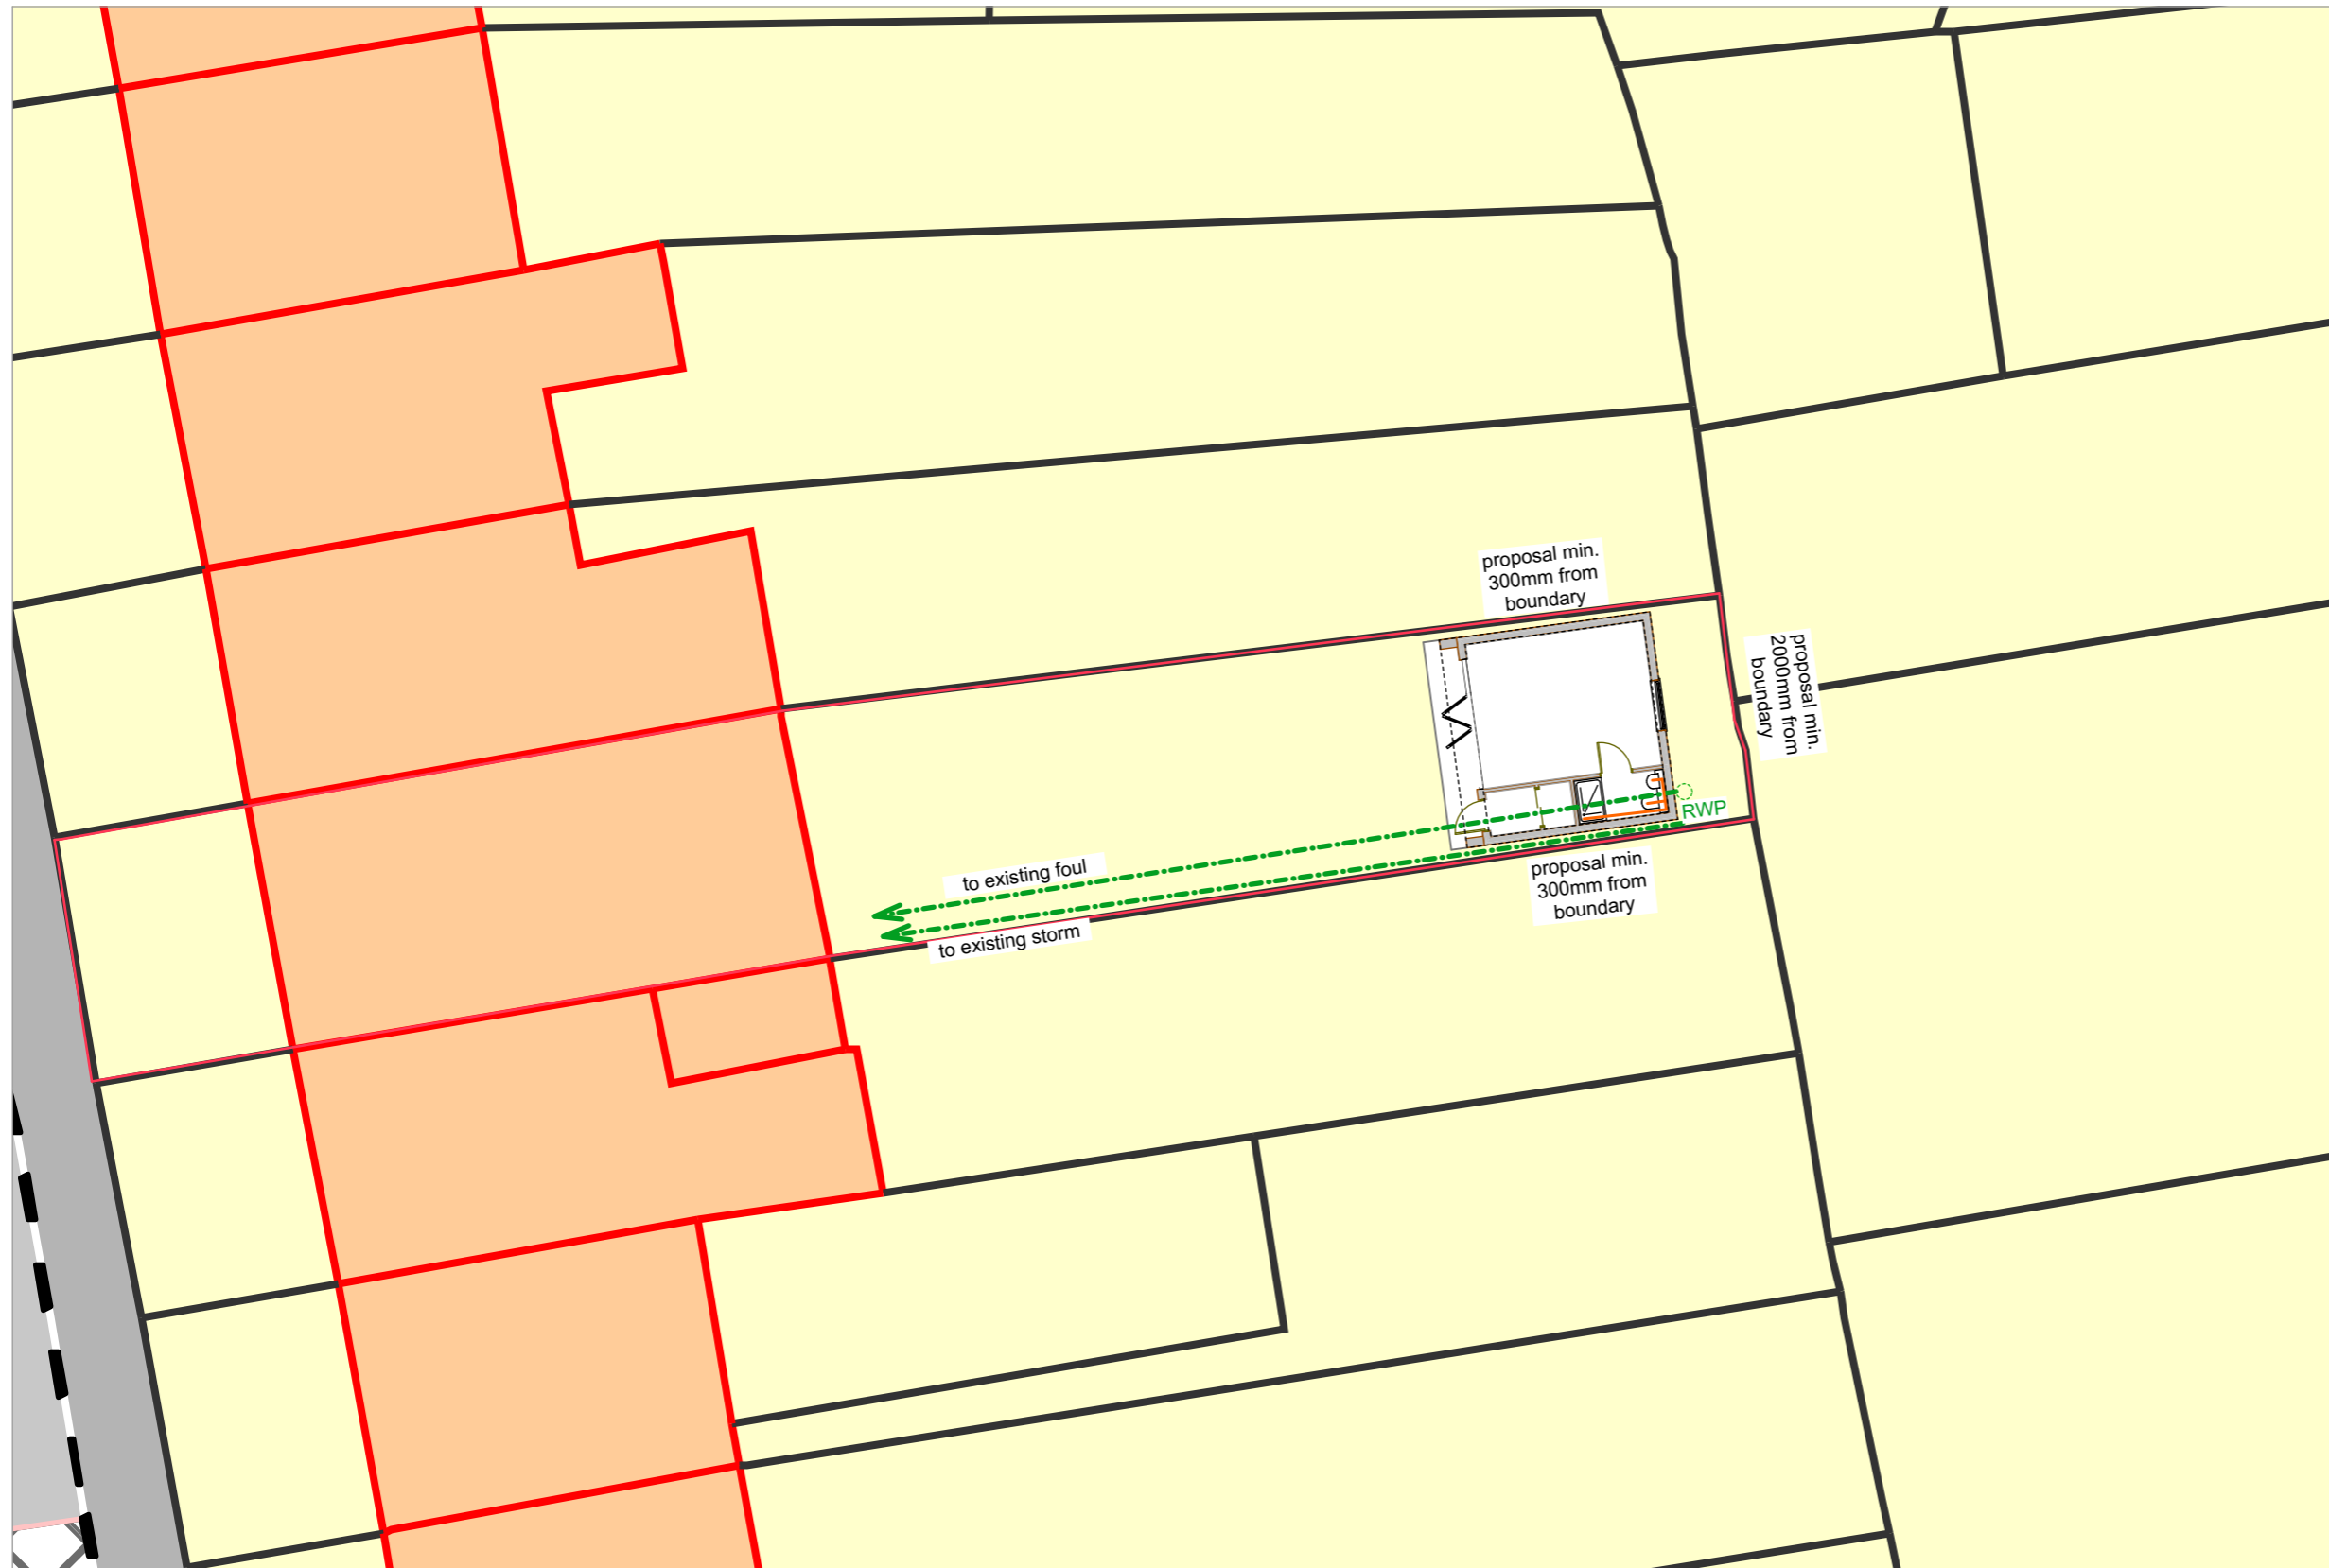 proposal min.
300mm from
boundary
proposal min.
2000mm from
boundary
RWP
to existing foul
proposal min.
300mm from
boundary
to existing storm